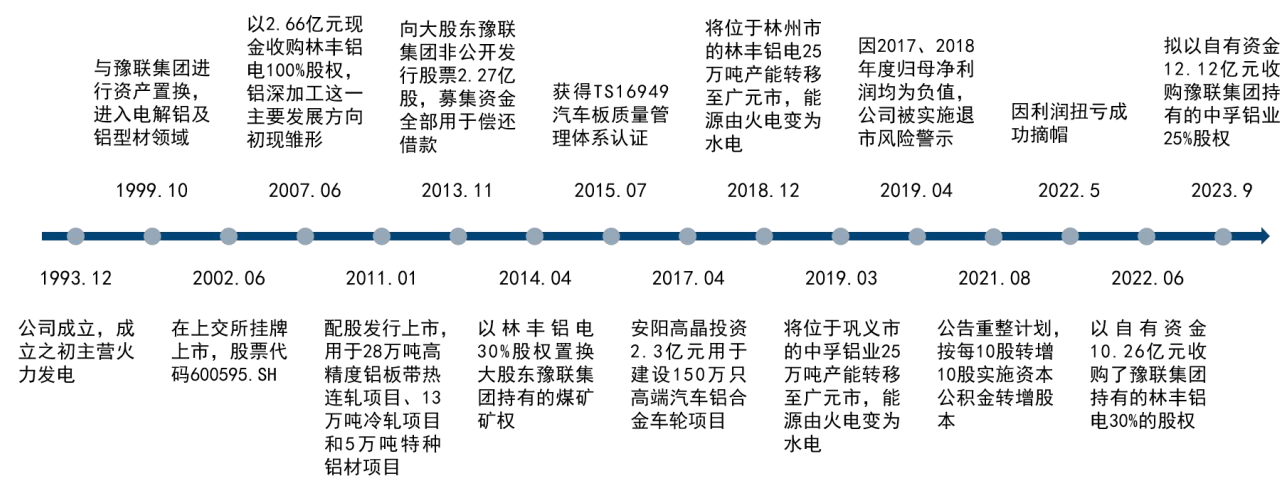 与豫联集团进
行资产置换,
进入电解铝及
铝型材领域
1999.10
以2.66亿元现
金收购林丰铝
电100%股权,
铝深加工这一
主要发展方向
初现雏形
2007.06
向大股东豫联
集团非公开发
行股票2.27亿
股,募集资金
全部用于偿还
借款
2013.11
获得TS16949
汽车板质量管
理体系认证
2015.07
将位于林州市
的林丰铝电25
万吨产能转移
至广元市,能
源由火电变为
水电
2018.12
因2017、2018
年度归母净利
润均为负值,
公司被实施退
市风险警示
2019.04
因利润扭亏成
功摘帽
2022.5
拟以自有资金
12.12亿元收
购豫联集团持
有的中孚铝业
25%股权
2023.9
1993.12
公司成立,成
立之初主营火
力发电
2002.06
在上交所挂牌
上市,股票代
码600595.SH
2011.01
配股发行上市,
用于28万吨高
精度铝板带热
连轧项目、13
万吨冷轧项目
和5万吨特种
铝材项目
2014.04
以林丰铝电
30%股权置换
大股东豫联集
团持有的煤矿
矿权
2017.04
安阳高晶投资
2.3亿元用于
建设150万只
高端汽车铝合
金车轮项目
2019.03
将位于巩义市
的中孚铝业25
万吨产能转移
至广元市,能
源由火电变为
水电
2021.08
公告重整计划,
按每10股转增
10股实施资本
公积金转增股
本
2022.06
以自有资金
10.26亿元收
购了豫联集团
持有的林丰铝
电30%的股权